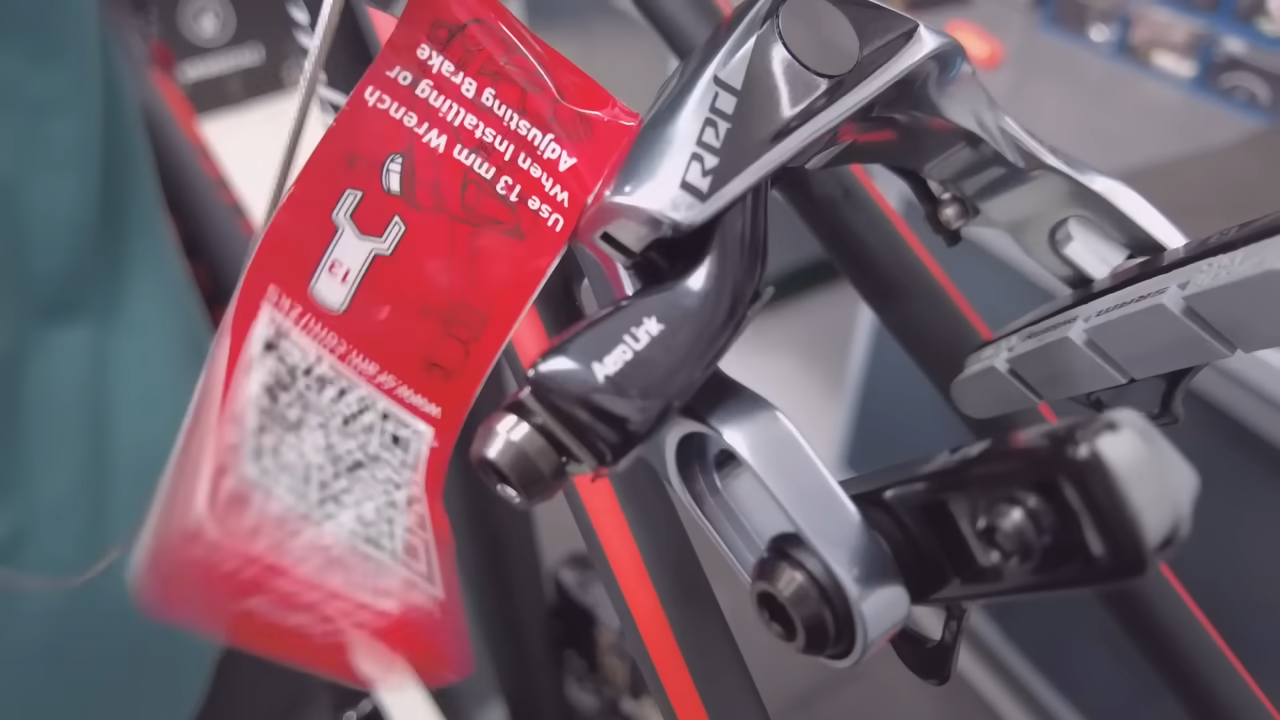 Use 13 mm Wrench
When Installing or
Adjusting Brake
13
RED
Aero Link
SRAM